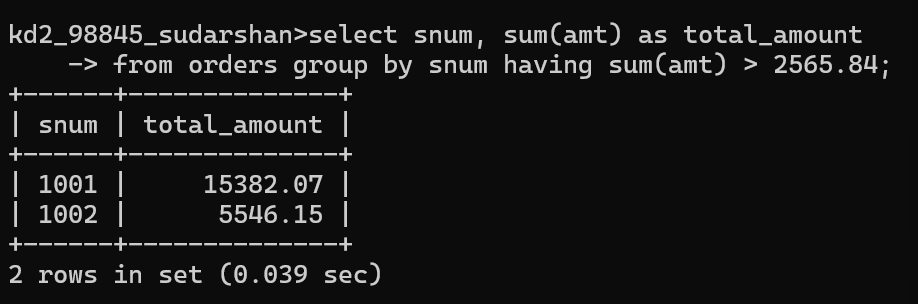 kd2_98845_sudarshan>select snum, sum(amt) as total_amount
    -> from orders group by snum having sum(amt) > 2565.84;
+------+--------------+
| snum | total_amount |
+------+--------------+
| 1001 |     15382.07 |
| 1002 |      5546.15 |
+------+--------------+
2 rows in set (0.039 sec)